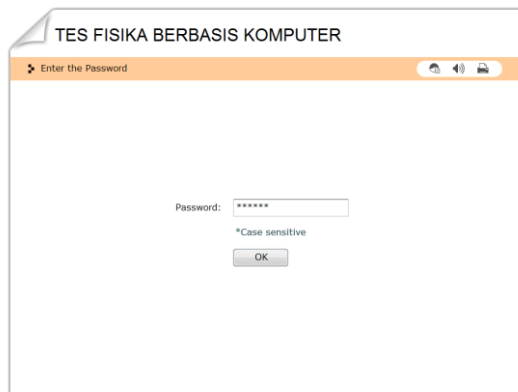 TES FISIKA BERBASIS KOMPUTER
Enter the Password
Password: ******
*Case sensitive
OK